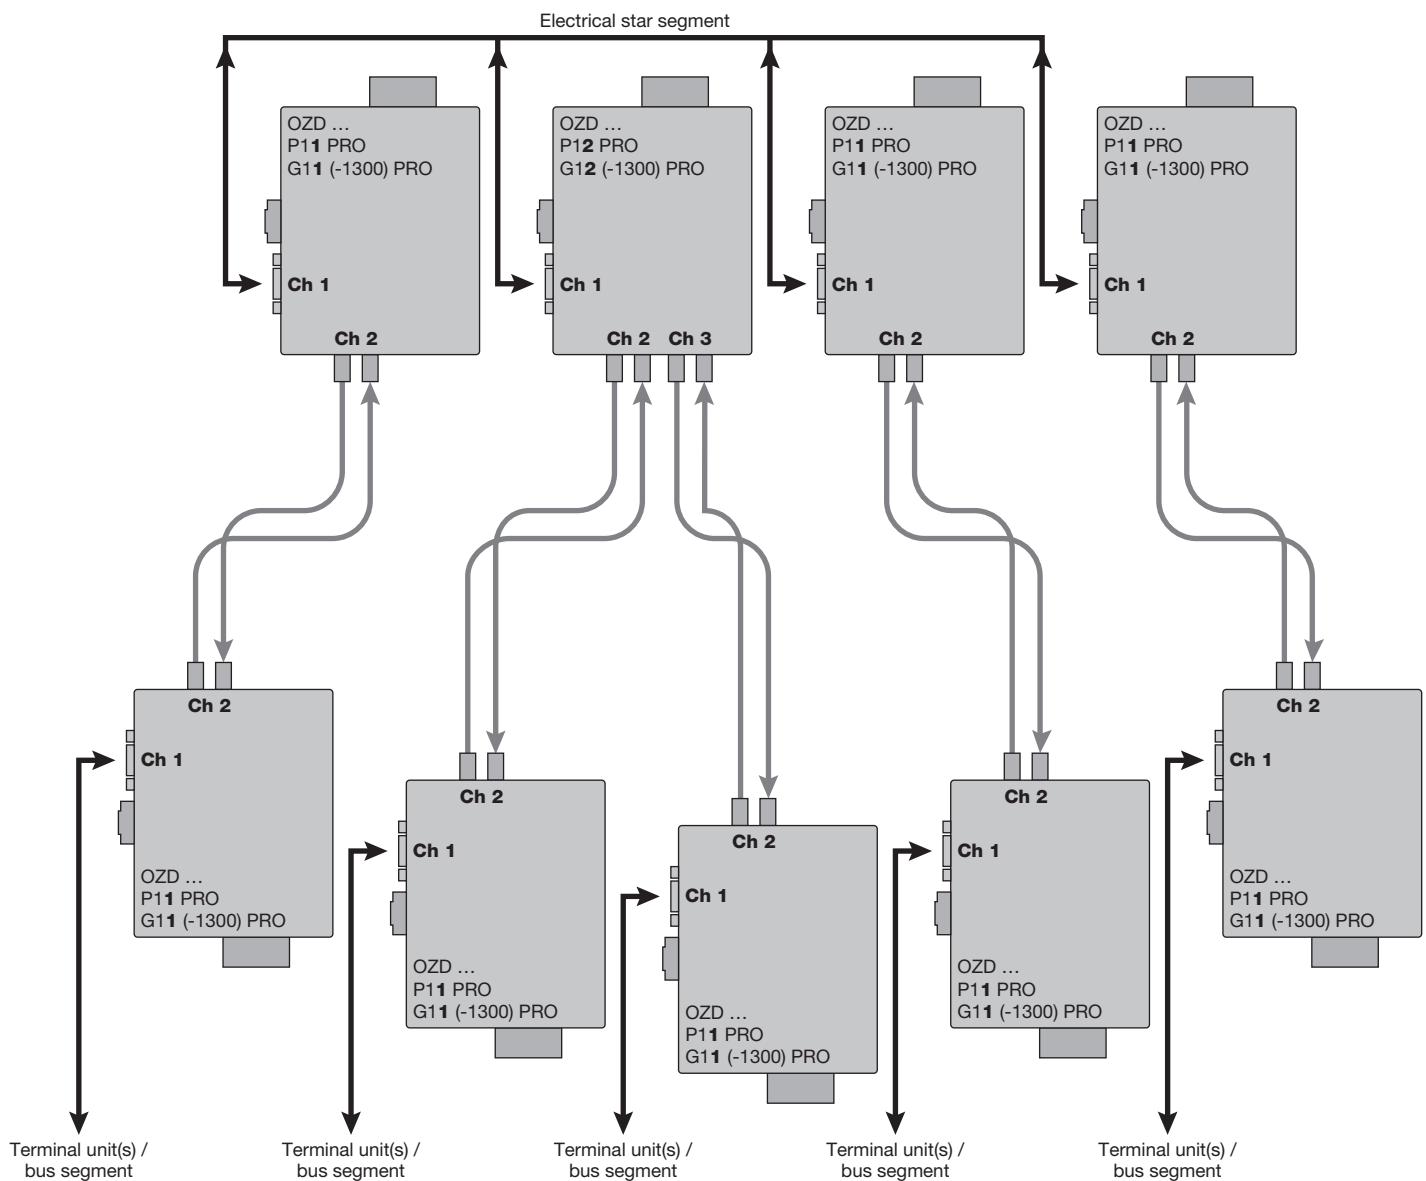 Electrical star segment
OZD …
P11 PRO
G11 (-1300) PRO
Ch 1
Ch 2
OZD …
P12 PRO
G12 (-1300) PRO
Ch 1
Ch 2 Ch 3
OZD …
P11 PRO
G11 (-1300) PRO
Ch 1
Ch 2
OZD …
P11 PRO
G11 (-1300) PRO
Ch 1
Ch 2
Ch 2
Ch 1
OZD …
P11 PRO
G11 (-1300) PRO
Ch 2
Ch 1
OZD …
P11 PRO
G11 (-1300) PRO
Ch 2
Ch 1
OZD …
P11 PRO
G11 (-1300) PRO
Ch 2
Ch 1
OZD …
P11 PRO
G11 (-1300) PRO
Ch 2
Ch 1
OZD …
P11 PRO
G11 (-1300) PRO
Terminal unit(s) /
bus segment
Terminal unit(s) /
bus segment
Terminal unit(s) /
bus segment
Terminal unit(s) /
bus segment
Terminal unit(s) /
bus segment